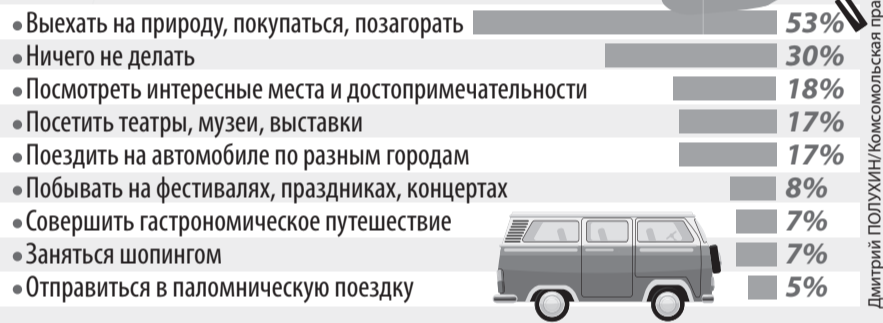 • Выехать на природу, покупаться, позагорать 53%
• Ничего не делать 30%
• Посмотреть интересные места и достопримечательности 18%
• Посетить театры, музеи, выставки 17%
• Поездить на автомобиле по разным городам 17%
• Побывать на фестивалях, праздниках, концертах 8%
• Совершить гастрономическое путешествие 7%
• Заняться шопингом 7%
• Отправиться в паломническую поездку 5%
Дмитрий ПОЛУХИН/Комсомольская пра